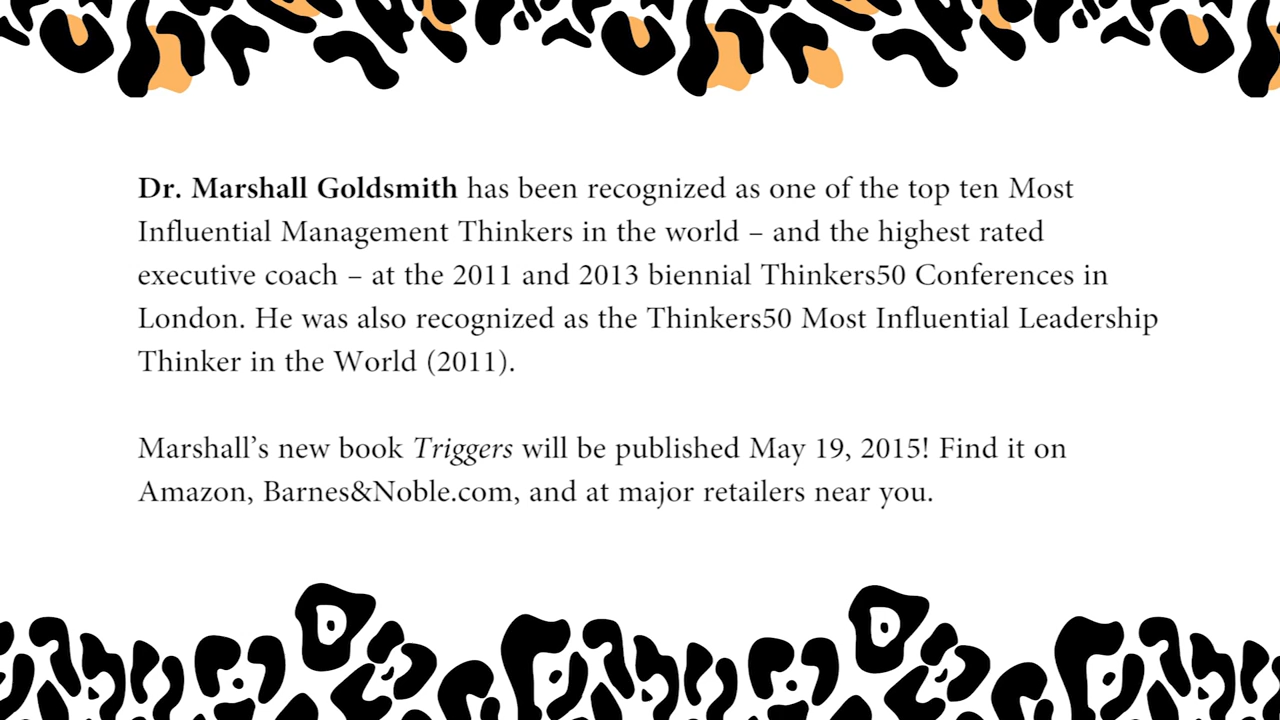 Dr. Marshall Goldsmith has been recognized as one of the top ten Most
Influential Management Thinkers in the world – and the highest rated
executive coach – at the 2011 and 2013 biennial Thinkers50 Conferences in
London. He was also recognized as the Thinkers50 Most Influential Leadership
Thinker in the World (2011).
Marshall’s new book Triggers will be published May 19, 2015! Find it on
Amazon, Barnes&Noble.com, and at major retailers near you.